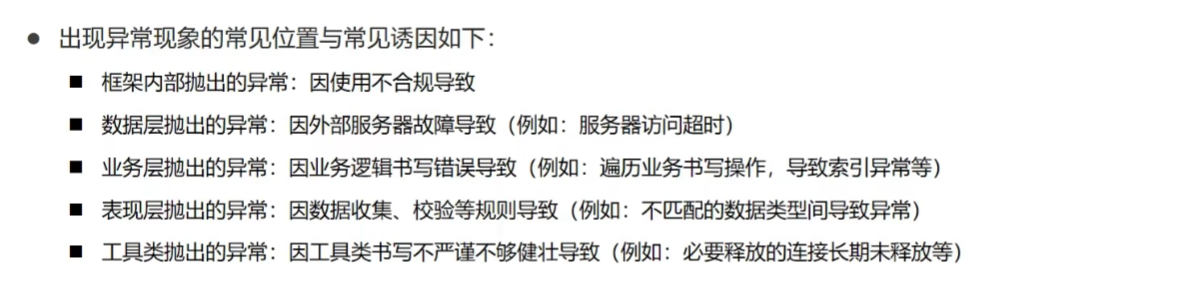 ● 出现异常现象的常见位置与常见诱因如下：
■ 框架内部抛出的异常：因使用不合规导致
■ 数据层抛出的异常：因外部服务器故障导致（例如：服务器访问超时）
■ 业务层抛出的异常：因业务逻辑书写错误导致（例如：遍历业务书写操作，导致索引异常等）
■ 表现层抛出的异常：因数据收集、校验等规则导致（例如：不匹配的数据类型间导致异常）
■ 工具类抛出的异常：因工具类书写不严谨不够健壮导致（例如：必要释放的连接长期未释放等）